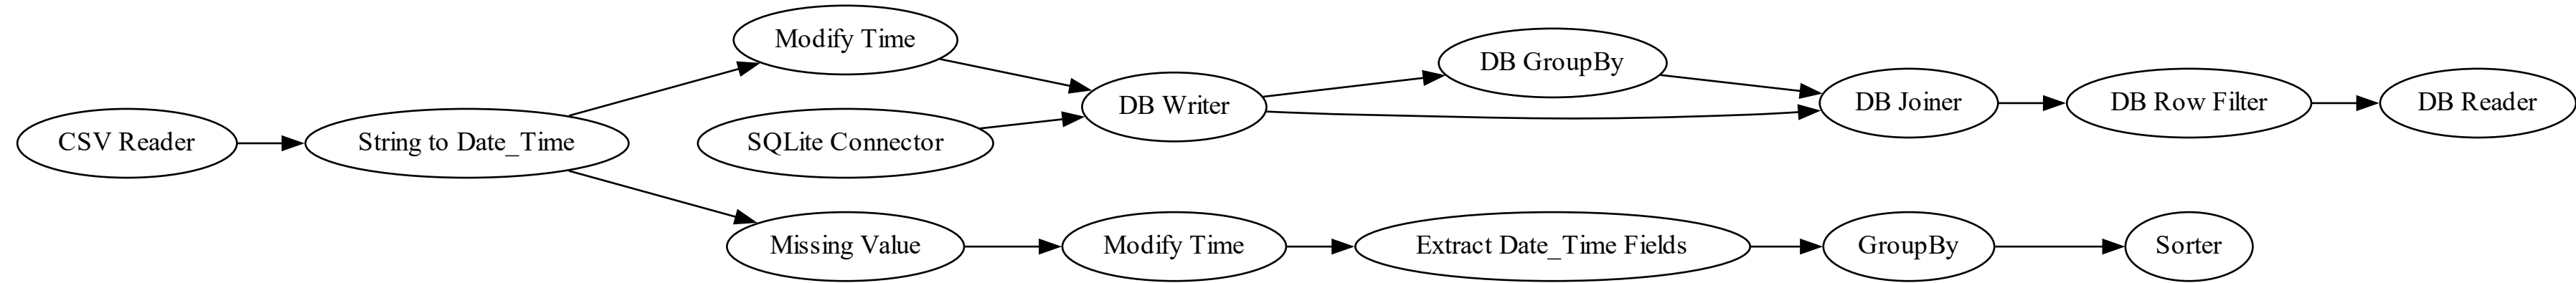 CSV Reader
String to Date_Time
Modify Time
SQLite Connector
DB Writer
DB GroupBy
DB Joiner
DB Row Filter
DB Reader
Missing Value
Modify Time
Extract Date_Time Fields
GroupBy
Sorter